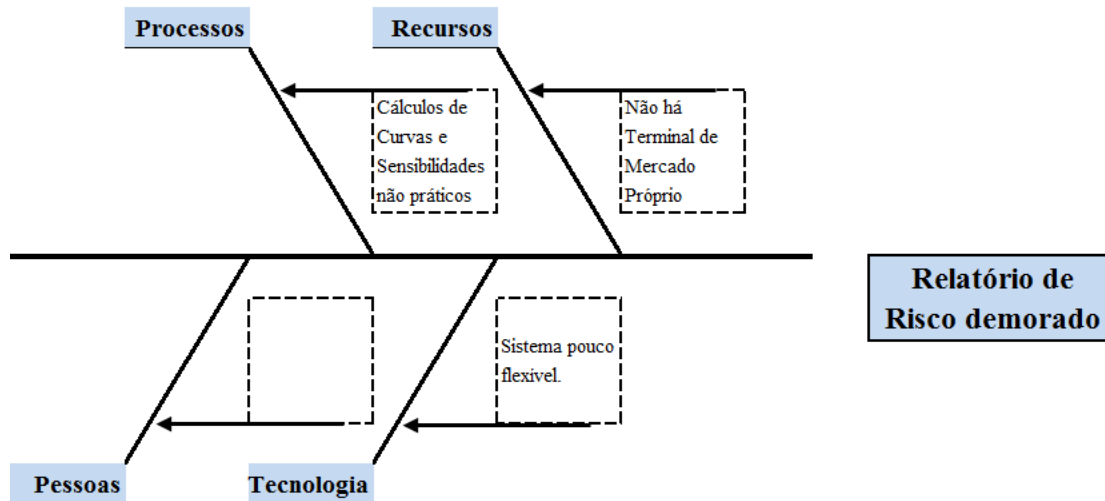 Processos
Recursos
Cálculos de
Curvas e
Sensibilidades
não práticos
Não há
Terminal de
Mercado
Próprio
Relatório de
Risco demorado
Sistema pouco
flexível.
Pessoas
Tecnologia